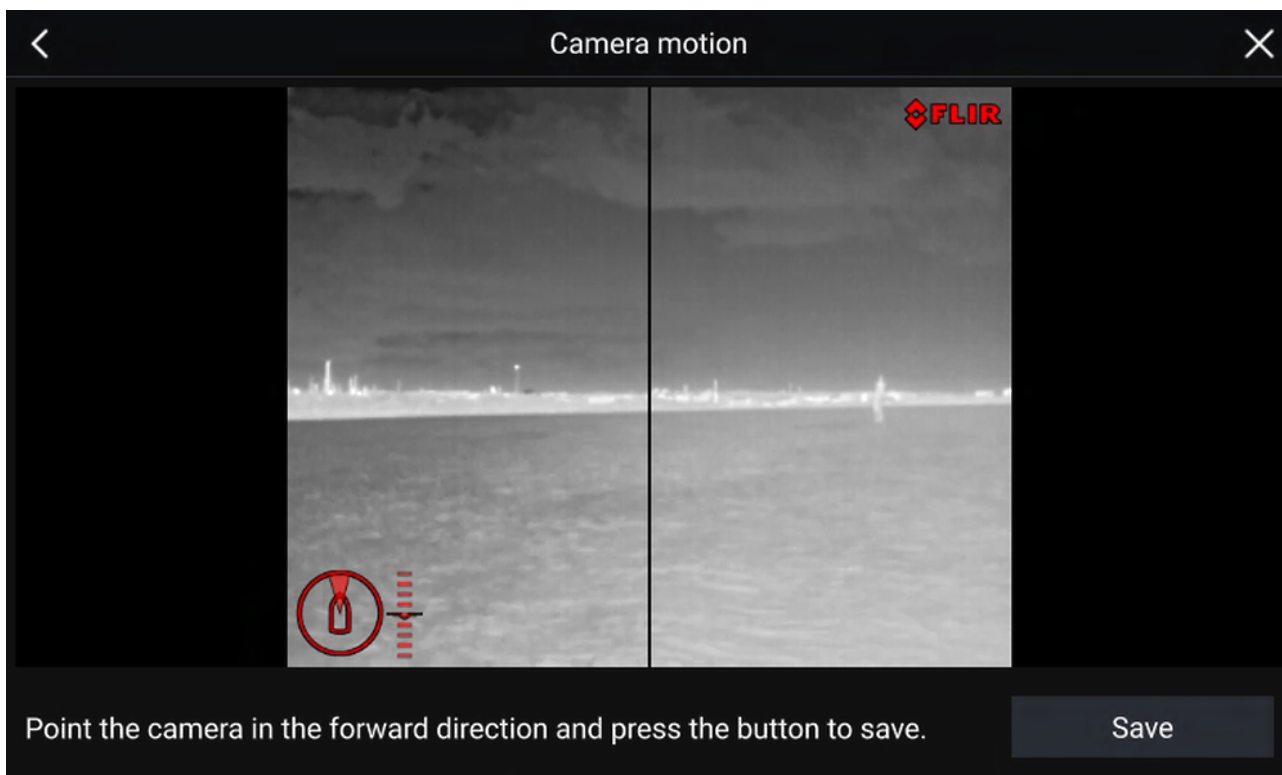 Camera motion
FLIR
Point the camera in the forward direction and press the button to save.
Save